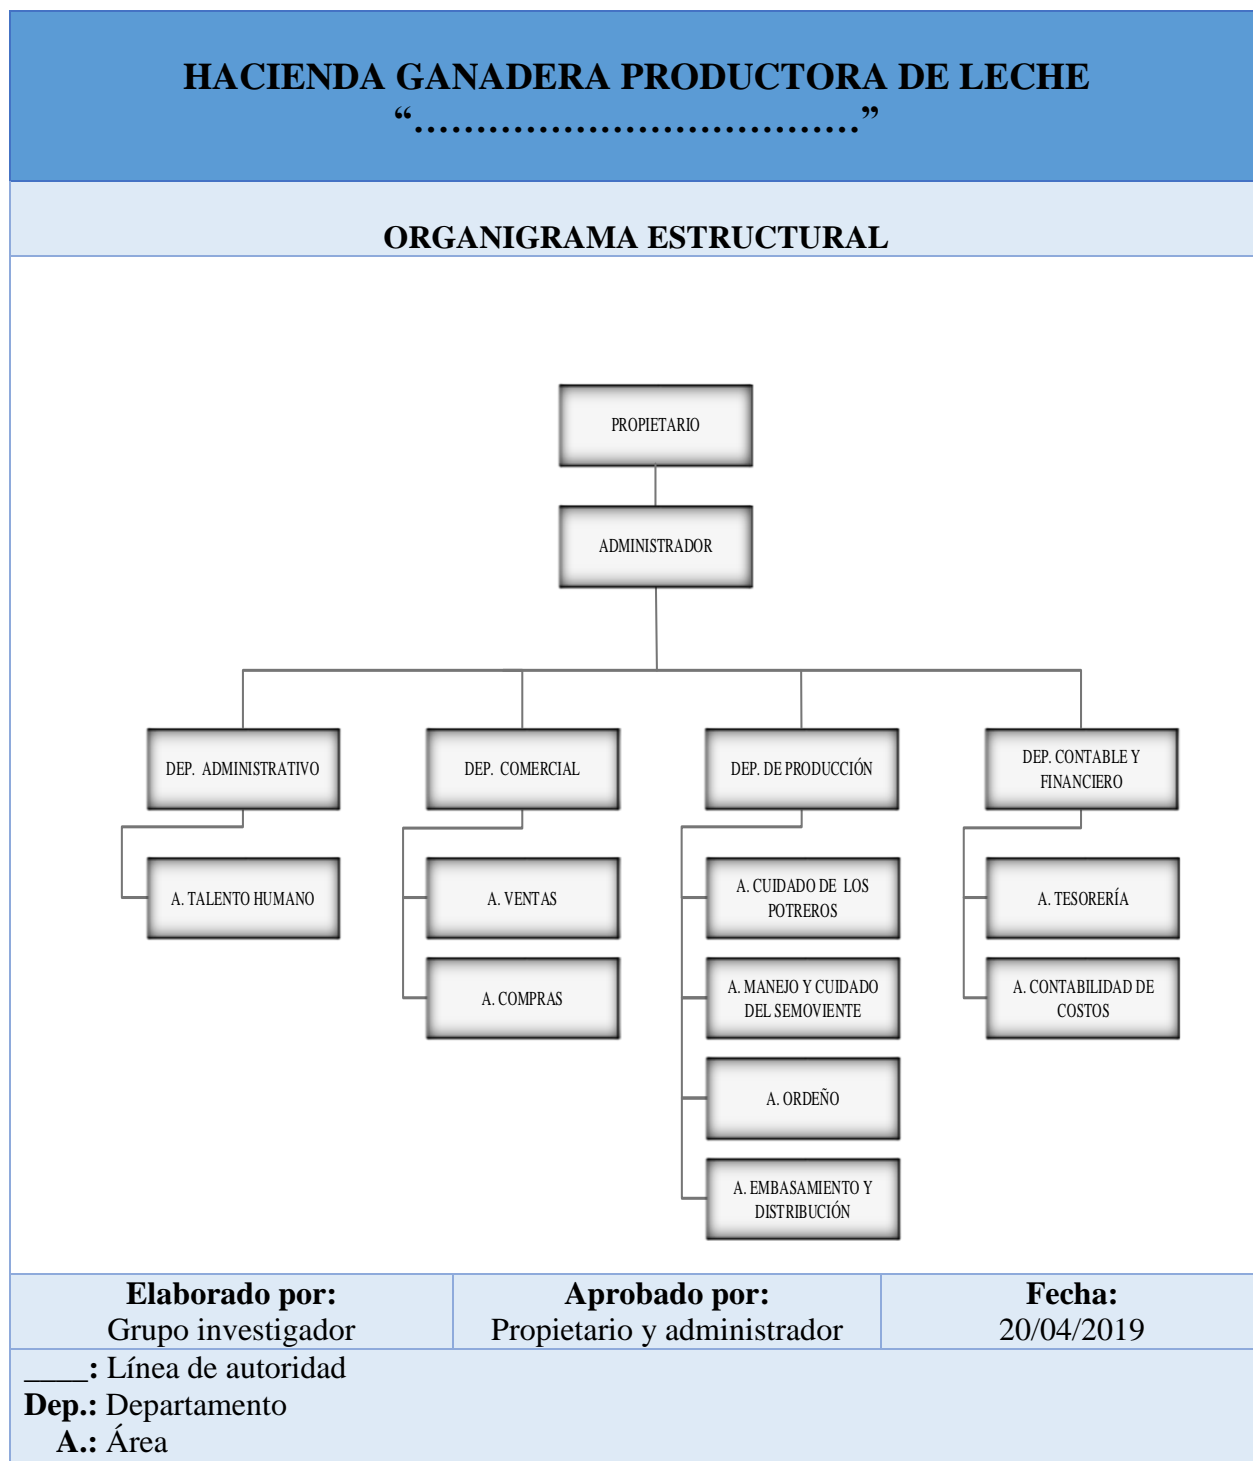 HACIENDA GANADERA PRODUCTORA DE LECHE
“……………………………….”
ORGANIGRAMA ESTRUCTURAL
PROPIETARIO
ADMINISTRADOR
DEP. ADMINISTRATIVO
DEP. COMERCIAL
DEP. DE PRODUCCIÓN
DEP. CONTABLE Y
FINANCIERO
A. TALENTO HUMANO
A. VENTAS
A. CUIDADO DE LOS
POTREROS
A. TESORERÍA
A. COMPRAS
A. MANEJO Y CUIDADO
DEL SEMOVIENTE
A. CONTABILIDAD DE
COSTOS
A. ORDEÑO
A. EMBASAMIENTO Y
DISTRIBUCIÓN
Elaborado por:
Grupo investigador
Aprobado por:
Propietario y administrador
Fecha:
20/04/2019
____: Línea de autoridad
Dep.: Departamento
A.: Área